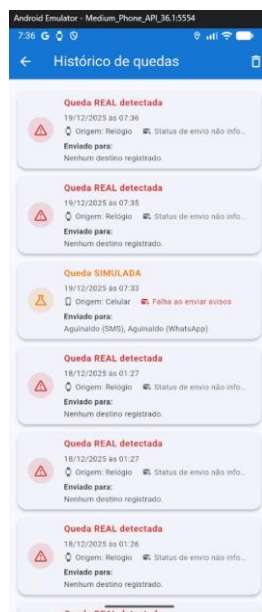 Android Emulator - Medium_Phone_API_36.1:5554
7:36 G
Histórico de quedas
Queda REAL detectada
19/12/2025 às 07:36
Origem: Relógio Status de envio não info...
Enviado para:
Nenhum destino registrado.
Queda REAL detectada
19/12/2025 às 07:35
Origem: Relógio Status de envio não info...
Enviado para:
Nenhum destino registrado.
Queda SIMULADA
19/12/2025 às 07:33
Origem: Celular Falha ao enviar avisos
Enviado para:
Aguinaldo (SMS), Aguinaldo (WhatsApp)
Queda REAL detectada
18/12/2025 às 01:27
Origem: Relógio Status de envio não info...
Enviado para:
Nenhum destino registrado.
Queda REAL detectada
18/12/2025 às 01:27
Origem: Relógio Status de envio não info...
Enviado para:
Nenhum destino registrado.
Queda REAL detectada
18/12/2025 às 01:26
Origem: Relógio Status de envio não info...
Enviado para:
Nenhum destino registrado.